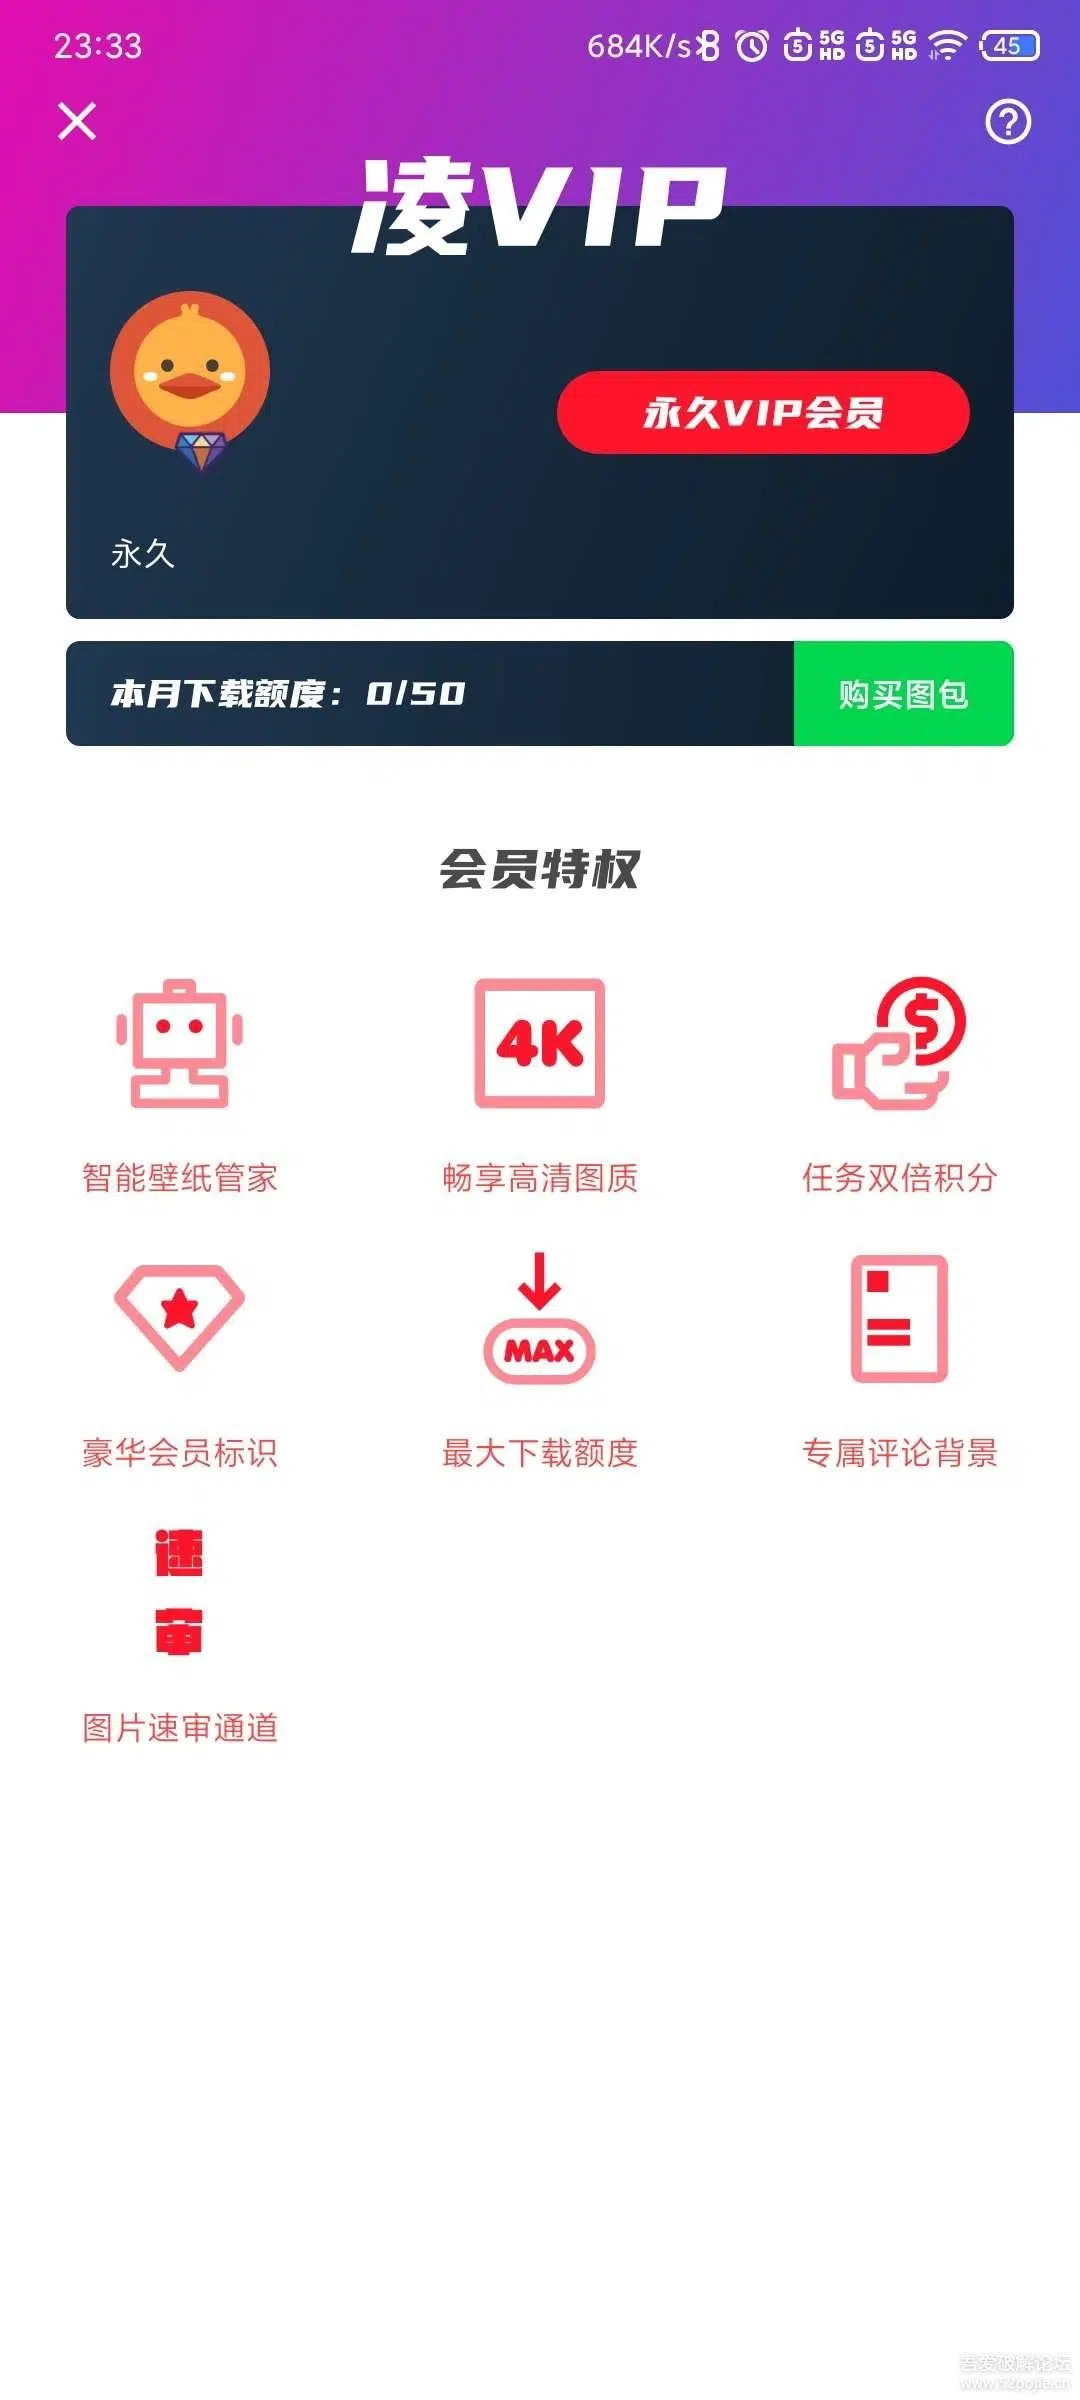 23:33 684K/s 5 5G HD 5 5G HD 45
凌VIP
永久VIP会员
永久
本月下载额度：0/50 购买图包
会员特权
4K $
智能壁纸管家 畅享高清图质 任务双倍积分
MAX
豪华会员标识 最大下载额度 专属评论背景
速
审
图片速审通道
吾爱破解论坛
www.52pojie.cn